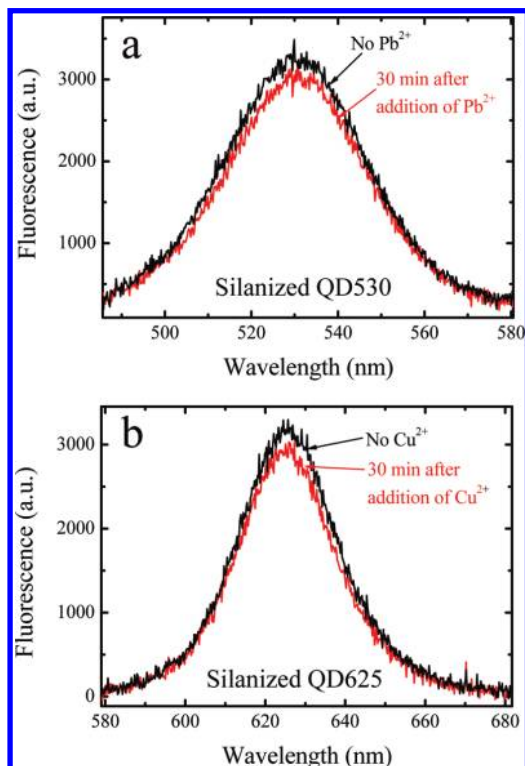 a
No Pb²⁺
30 min after
addition of Pb²⁺
Fluorescence (a.u.)
3000
2000
1000
Silanized QD530
500 520 540 560 580
Wavelength (nm)
b
No Cu²⁺
30 min after
addition of Cu²⁺
Fluorescence (a.u.)
3000
2000
1000
0
Silanized QD625
580 600 620 640 660 680
Wavelength (nm)